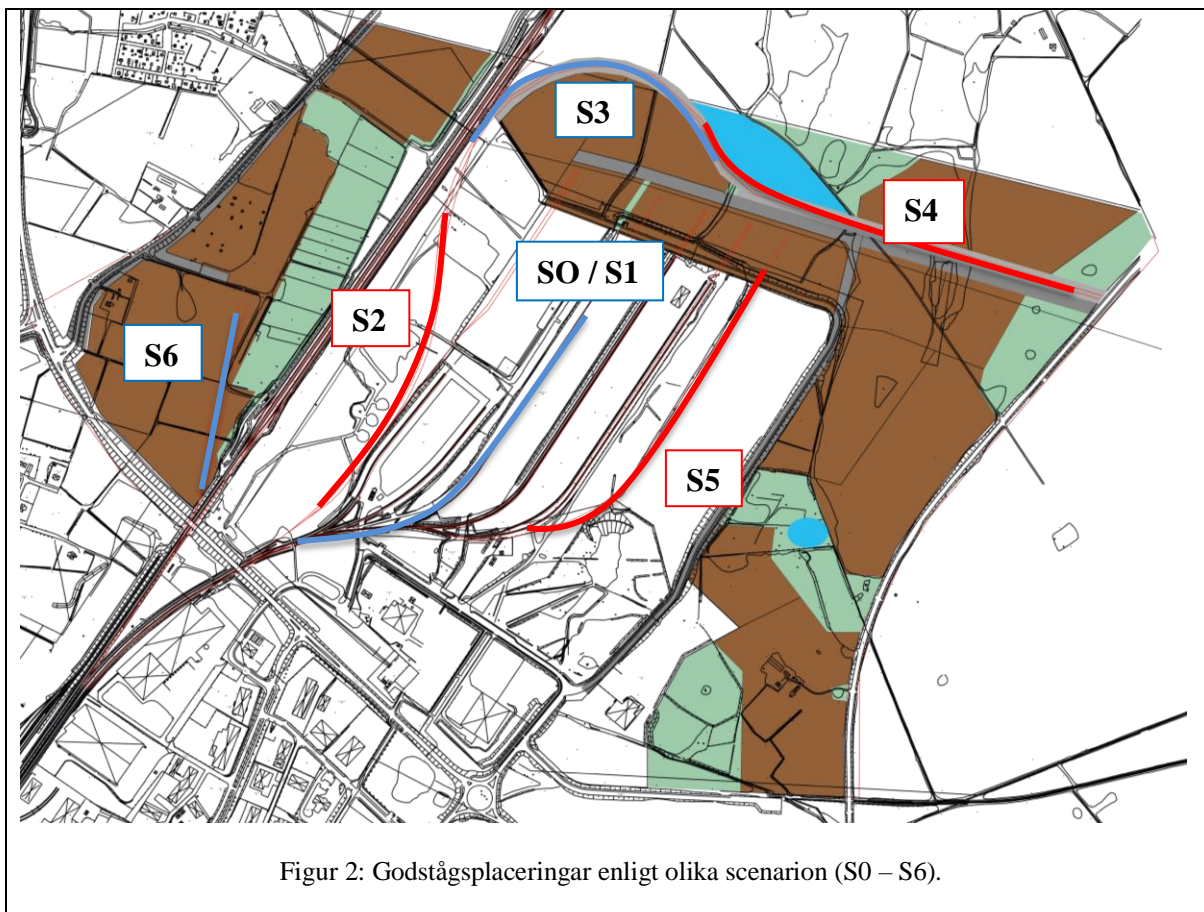 S3
S4
SO / S1
S2
S6
S5
Figur 2: Godstågsplaceringar enligt olika scenarion (S0 – S6).